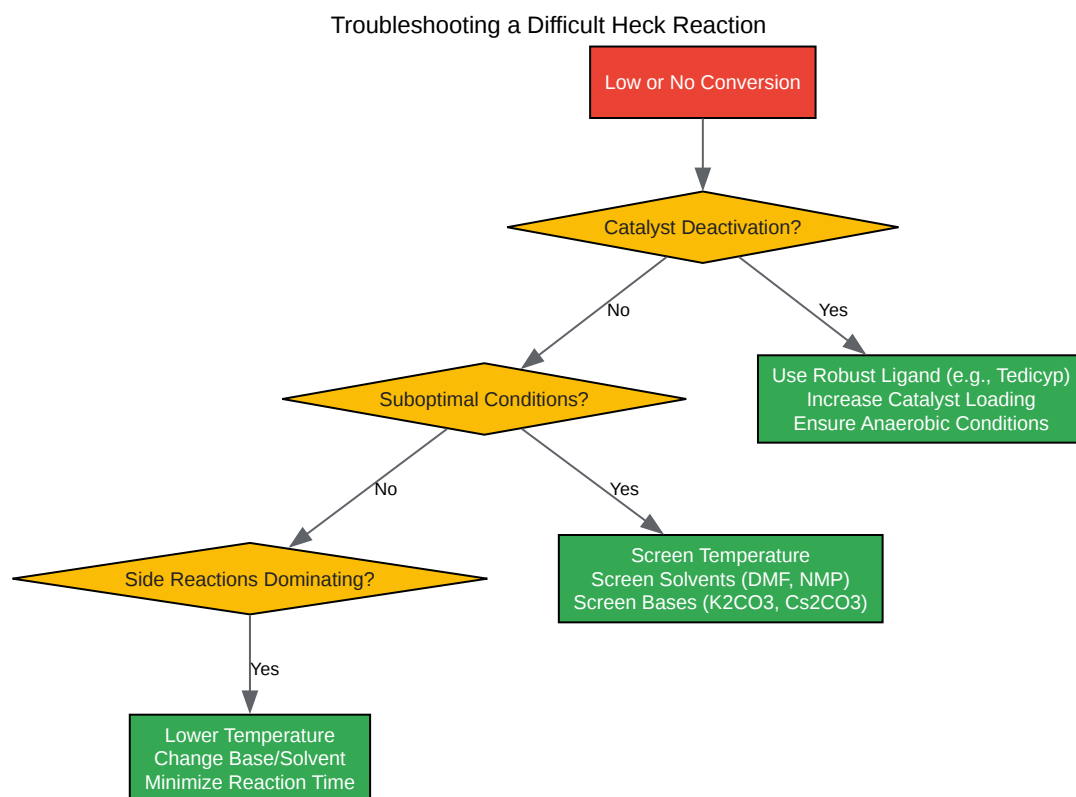 Troubleshooting a Difficult Heck Reaction
Low or No Conversion
Catalyst Deactivation?
No
Yes
Suboptimal Conditions?
Use Robust Ligand (e.g., Tedicyp)
Increase Catalyst Loading
Ensure Anaerobic Conditions
No
Yes
Side Reactions Dominating?
Screen Temperature
Screen Solvents (DMF, NMP)
Screen Bases (K2CO3, Cs2CO3)
Yes
Lower Temperature
Change Base/Solvent
Minimize Reaction Time